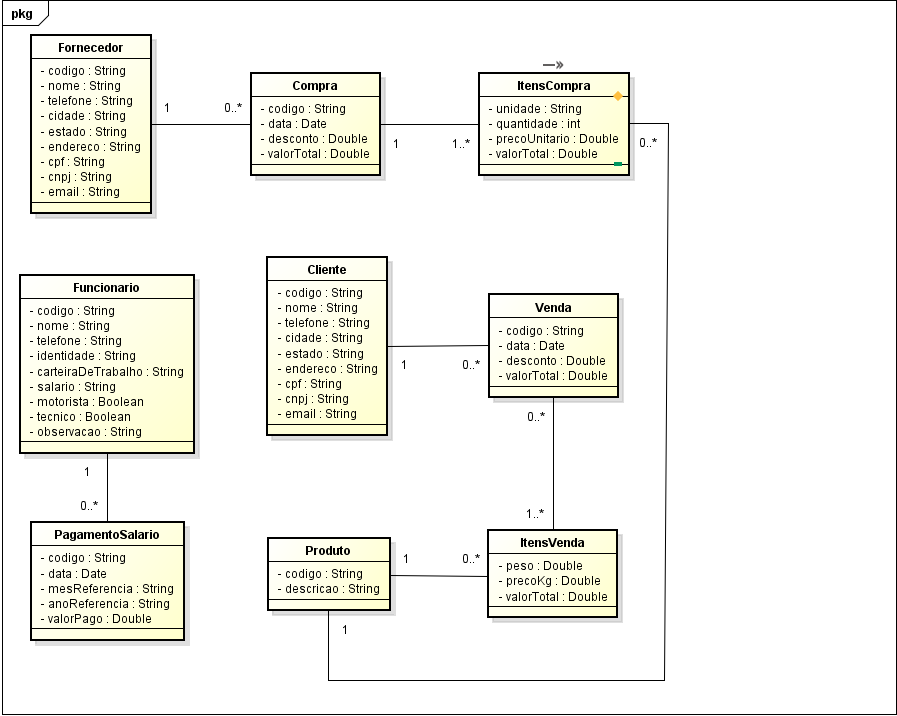 pkg
Fornecedor
- codigo : String
- nome : String
- telefone : String
- cidade : String
- estado : String
- endereco : String
- cpf : String
- cnpj : String
- email : String
1
0..*
Compra
- codigo : String
- data : Date
- desconto : Double
- valorTotal : Double
1
1..*
ItensCompra
- unidade : String
- quantidade : int
- precoUnitario : Double
- valorTotal : Double
0..*
Funcionario
- codigo : String
- nome : String
- telefone : String
- identidade : String
- carteiraDeTrabalho : String
- salario : String
- motorista : Boolean
- tecnico : Boolean
- observacao : String
1
0..*
Cliente
- codigo : String
- nome : String
- telefone : String
- cidade : String
- estado : String
- endereco : String
- cpf : String
- cnpj : String
- email : String
1
0..*
Venda
- codigo : String
- data : Date
- desconto : Double
- valorTotal : Double
0..*
1..*
PagamentoSalario
- codigo : String
- data : Date
- mesReferencia : String
- anoReferencia : String
- valorPago : Double
Produto
- codigo : String
- descricao : String
1
0..*
1
ItensVenda
- peso : Double
- precoKg : Double
- valorTotal : Double